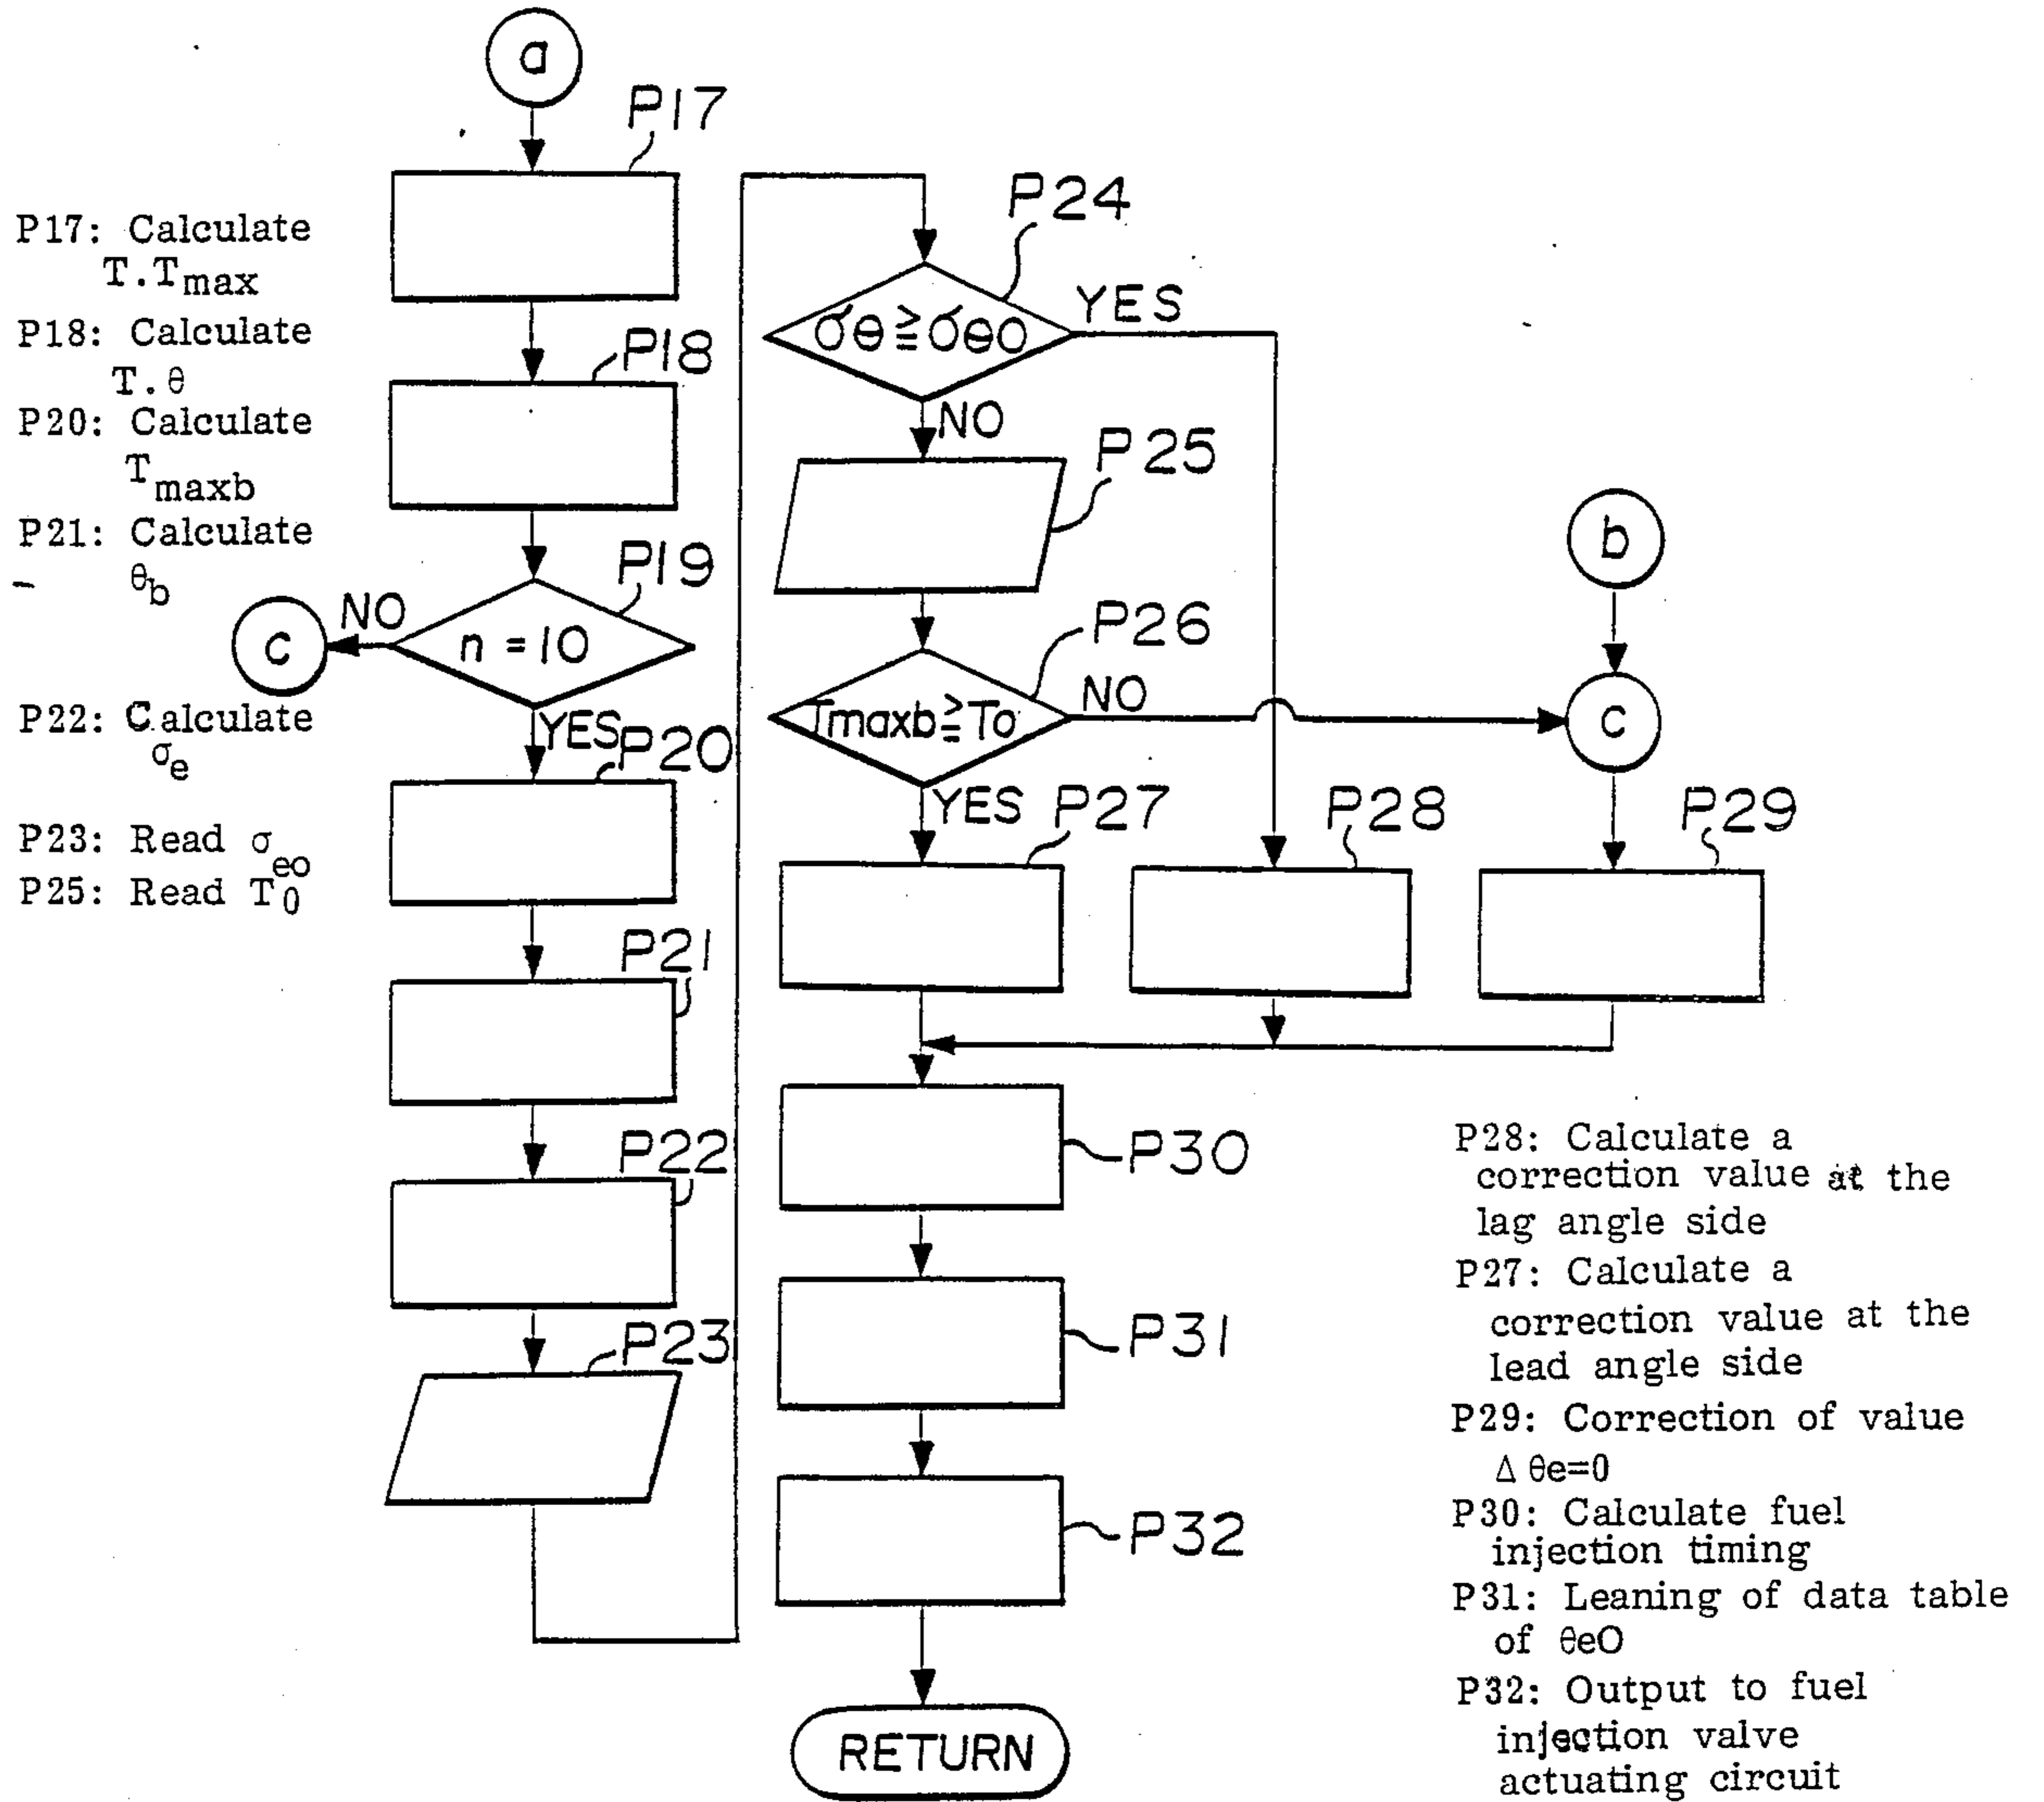 a
P17
P17: Calculate
T.Tmax
P18: Calculate
T.θ
P18
P20: Calculate
Tmaxb
P21: Calculate
θb
P19
n = 10
NO
c
YES
P22: Calculate
σe
P20
P23: Read σeo
P25: Read T0
P21
P22
P23
P24
σθ≧σθ0
YES
NO
P25
P26
Tmaxb≧To
NO
YES
b
c
P27
P28
P29
P30
P31
P32
RETURN
P28: Calculate a
correction value at the
lag angle side
P27: Calculate a
correction value at the
lead angle side
P29: Correction of value
Δ θe=0
P30: Calculate fuel
injection timing
P31: Leaning of data table
of θeO
P32: Output to fuel
injection valve
actuating circuit